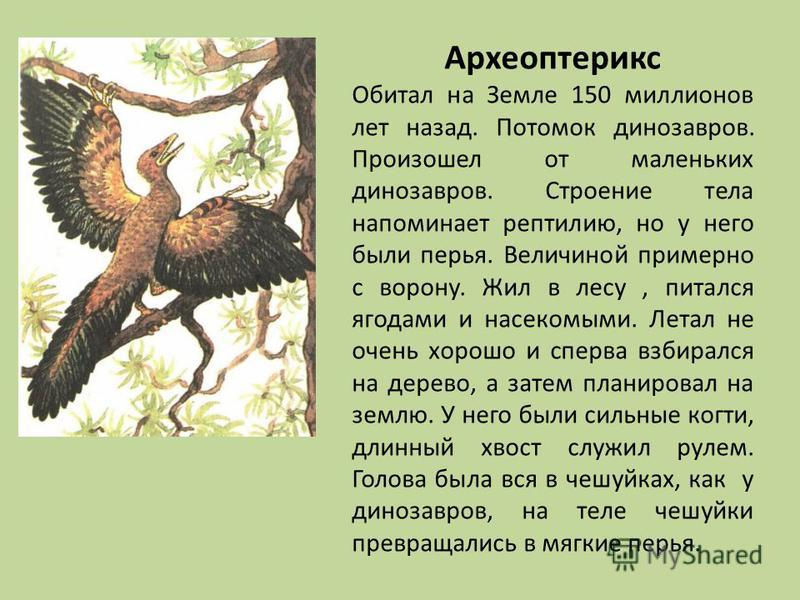 Археоптерикс
Обитал на Земле 150 миллионов
лет назад. Потомок динозавров.
Произошел от маленьких
динозавров. Строение тела
напоминает рептилию, но у него
были перья. Величиной примерно
с ворону. Жил в лесу , питался
ягодами и насекомыми. Летал не
очень хорошо и сперва взбирался
на дерево, а затем планировал на
землю. У него были сильные когти,
длинный хвост служил рулем.
Голова была вся в чешуйках, как у
динозавров, на теле чешуйки
превращались в мягкие перья.
MyShared